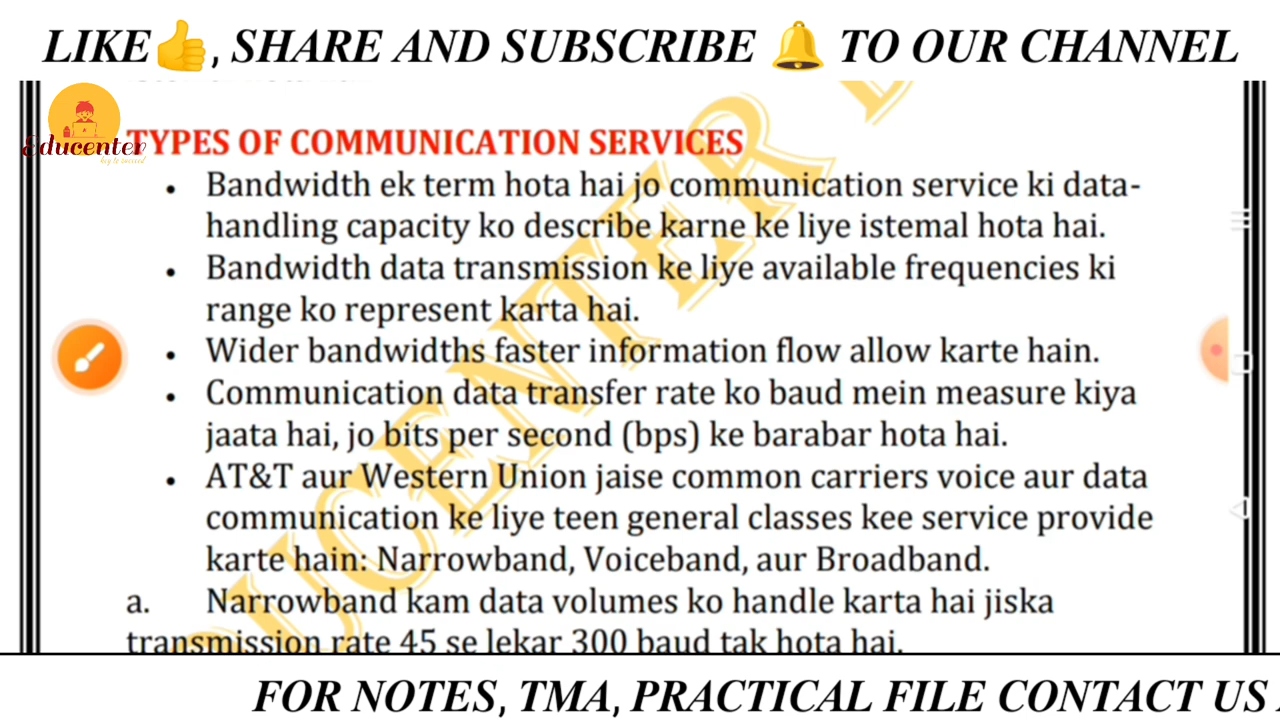 LIKE👍, SHARE AND SUBSCRIBE 🔔 TO OUR CHANNEL
Educenter
key to succeed
TYPES OF COMMUNICATION SERVICES
• Bandwidth ek term hota hai jo communication service ki data-
handling capacity ko describe karne ke liye istemal hota hai.
• Bandwidth data transmission ke liye available frequencies ki
range ko represent karta hai.
• Wider bandwidths faster information flow allow karte hain.
• Communication data transfer rate ko baud mein measure kiya
jaata hai, jo bits per second (bps) ke barabar hota hai.
• AT&T aur Western Union jaise common carriers voice aur data
communication ke liye teen general classes kee service provide
karte hain: Narrowband, Voiceband, aur Broadband.
a. Narrowband kam data volumes ko handle karta hai jiska
transmission rate 45 se lekar 300 baud tak hota hai.
UCENTER
FOR NOTES, TMA, PRACTICAL FILE CONTACT US